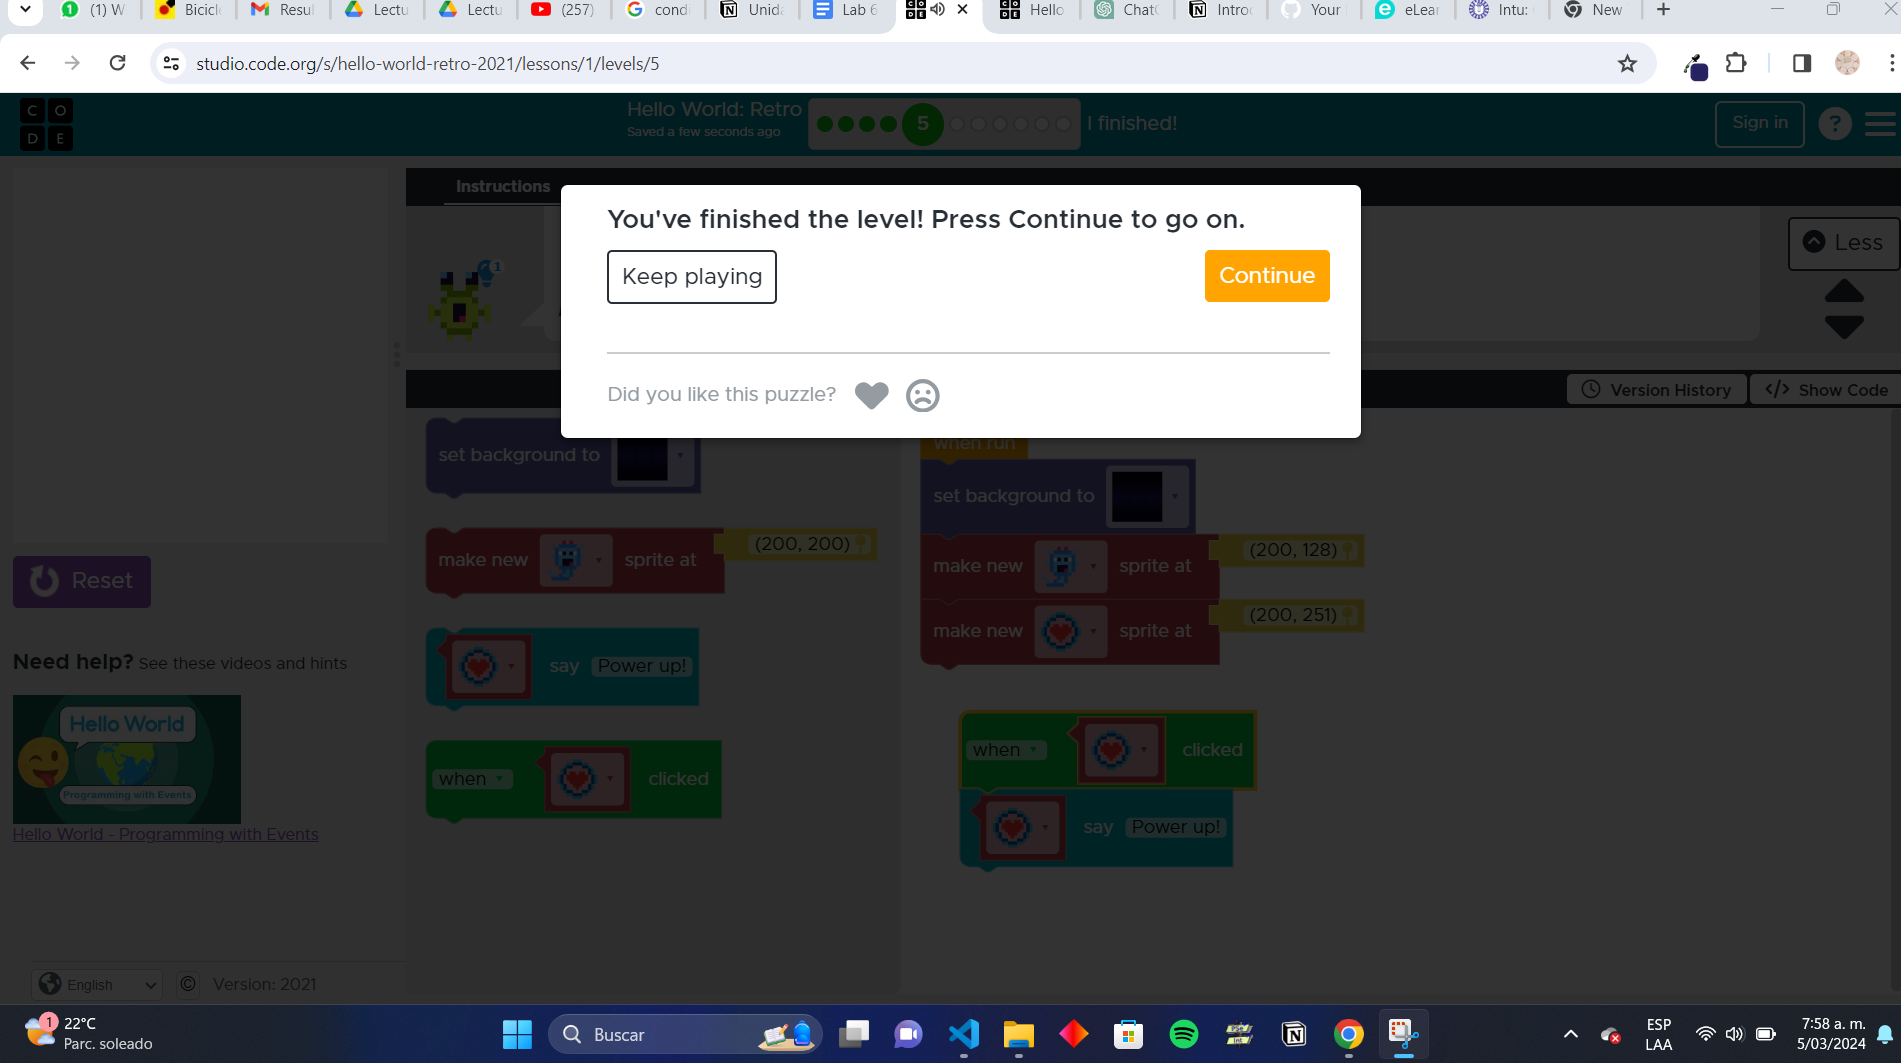 (1) W
Bicicl
Resul
Lectu
Lectu
(257)
cond
Unida
Lab 6
Hello
Chat
Intro
Your
eLear
Intu:
New
studio.code.org/s/hello-world-retro-2021/lessons/1/levels/5
C O
D E
Hello World: Retro
Saved a few seconds ago
5
I finished!
Sign in
?
Instructions
You've finished the level! Press Continue to go on.
Keep playing
Continue
Did you like this puzzle?
1
Less
Version History
</> Show Code
set background to
make new sprite at (200, 200)
say Power up!
when clicked
when run
set background to
make new sprite at (200, 128)
make new sprite at (200, 251)
when clicked
say Power up!
Reset
Need help? See these videos and hints
Hello World
Programming with Events
Hello World - Programming with Events
English
© Version: 2021
1
22°C
Parc. soleado
Buscar
ESP
LAA
7:58 a. m.
5/03/2024